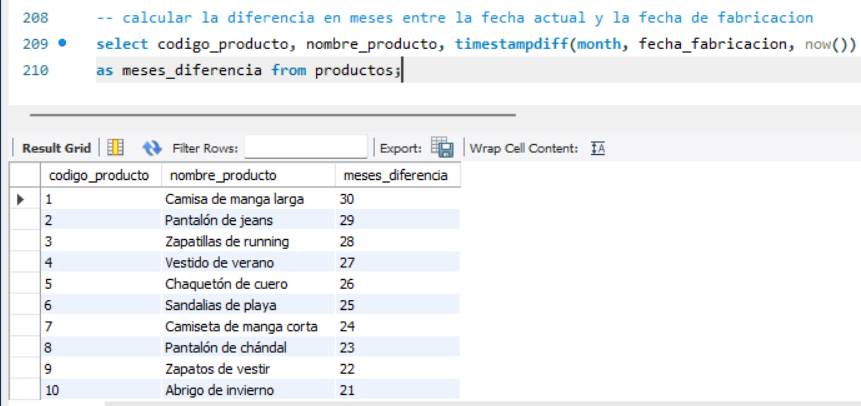 208 -- calcular la diferencia en meses entre la fecha actual y la fecha de fabricacion
209 select codigo_producto, nombre_producto, timestampdiff(month, fecha_fabricacion, now())
210 as meses_diferencia from productos;
Result Grid Filter Rows: Export: Wrap Cell Content: IA
codigo_producto nombre_producto meses_diferencia
1 Camisa de manga larga 30
2 Pantalón de jeans 29
3 Zapatillas de running 28
4 Vestido de verano 27
5 Chaquetón de cuero 26
6 Sandalias de playa 25
7 Camiseta de manga corta 24
8 Pantalón de chándal 23
9 Zapatos de vestir 22
10 Abrigo de invierno 21